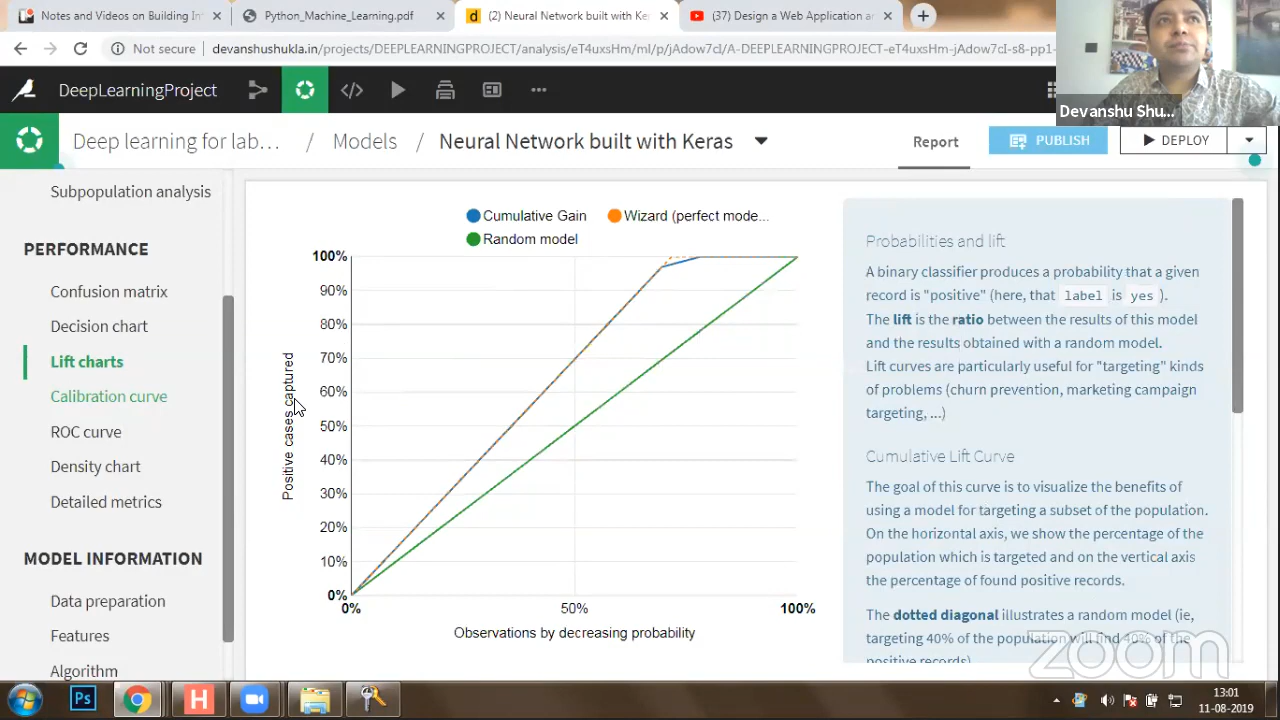 Notes and Videos on Building In
Python_Machine_Learning.pdf
(2) Neural Network built with Ke
(37) Design a Web Application a
Not secure
devanshushukla.in/projects/DEEPLEARNINGPROJECT/analysis/eT4uxsHm/ml/p/jAdow7cI/A-DEEPLEARNINGPROJECT-eT4uxsHm-jAdow7cI-s8-pp1-
Devanshu Shu...
DeepLearningProject
Deep learning for lab... / Models / Neural Network built with Keras
Report
PUBLISH
DEPLOY
Subpopulation analysis
PERFORMANCE
Confusion matrix
Decision chart
Lift charts
Calibration curve
ROC curve
Density chart
Detailed metrics
MODEL INFORMATION
Data preparation
Features
Algorithm
Cumulative Gain
Wizard (perfect mode...
Random model
100%
90%
80%
70%
60%
50%
40%
30%
20%
10%
0%
Positive cases captured
0%
50%
100%
Observations by decreasing probability
Probabilities and lift
A binary classifier produces a probability that a given
record is "positive" (here, that label is yes ).
The lift is the ratio between the results of this model
and the results obtained with a random model.
Lift curves are particularly useful for "targeting" kinds
of problems (churn prevention, marketing campaign
targeting, ...)
Cumulative Lift Curve
The goal of this curve is to visualize the benefits of
using a model for targeting a subset of the population.
On the horizontal axis, we show the percentage of the
population which is targeted and on the vertical axis
the percentage of found positive records.
The dotted diagonal illustrates a random model (ie,
targeting 40% of the population will find 40% of the
positive records)
zoom
Ps
H
13:01
11-08-2019